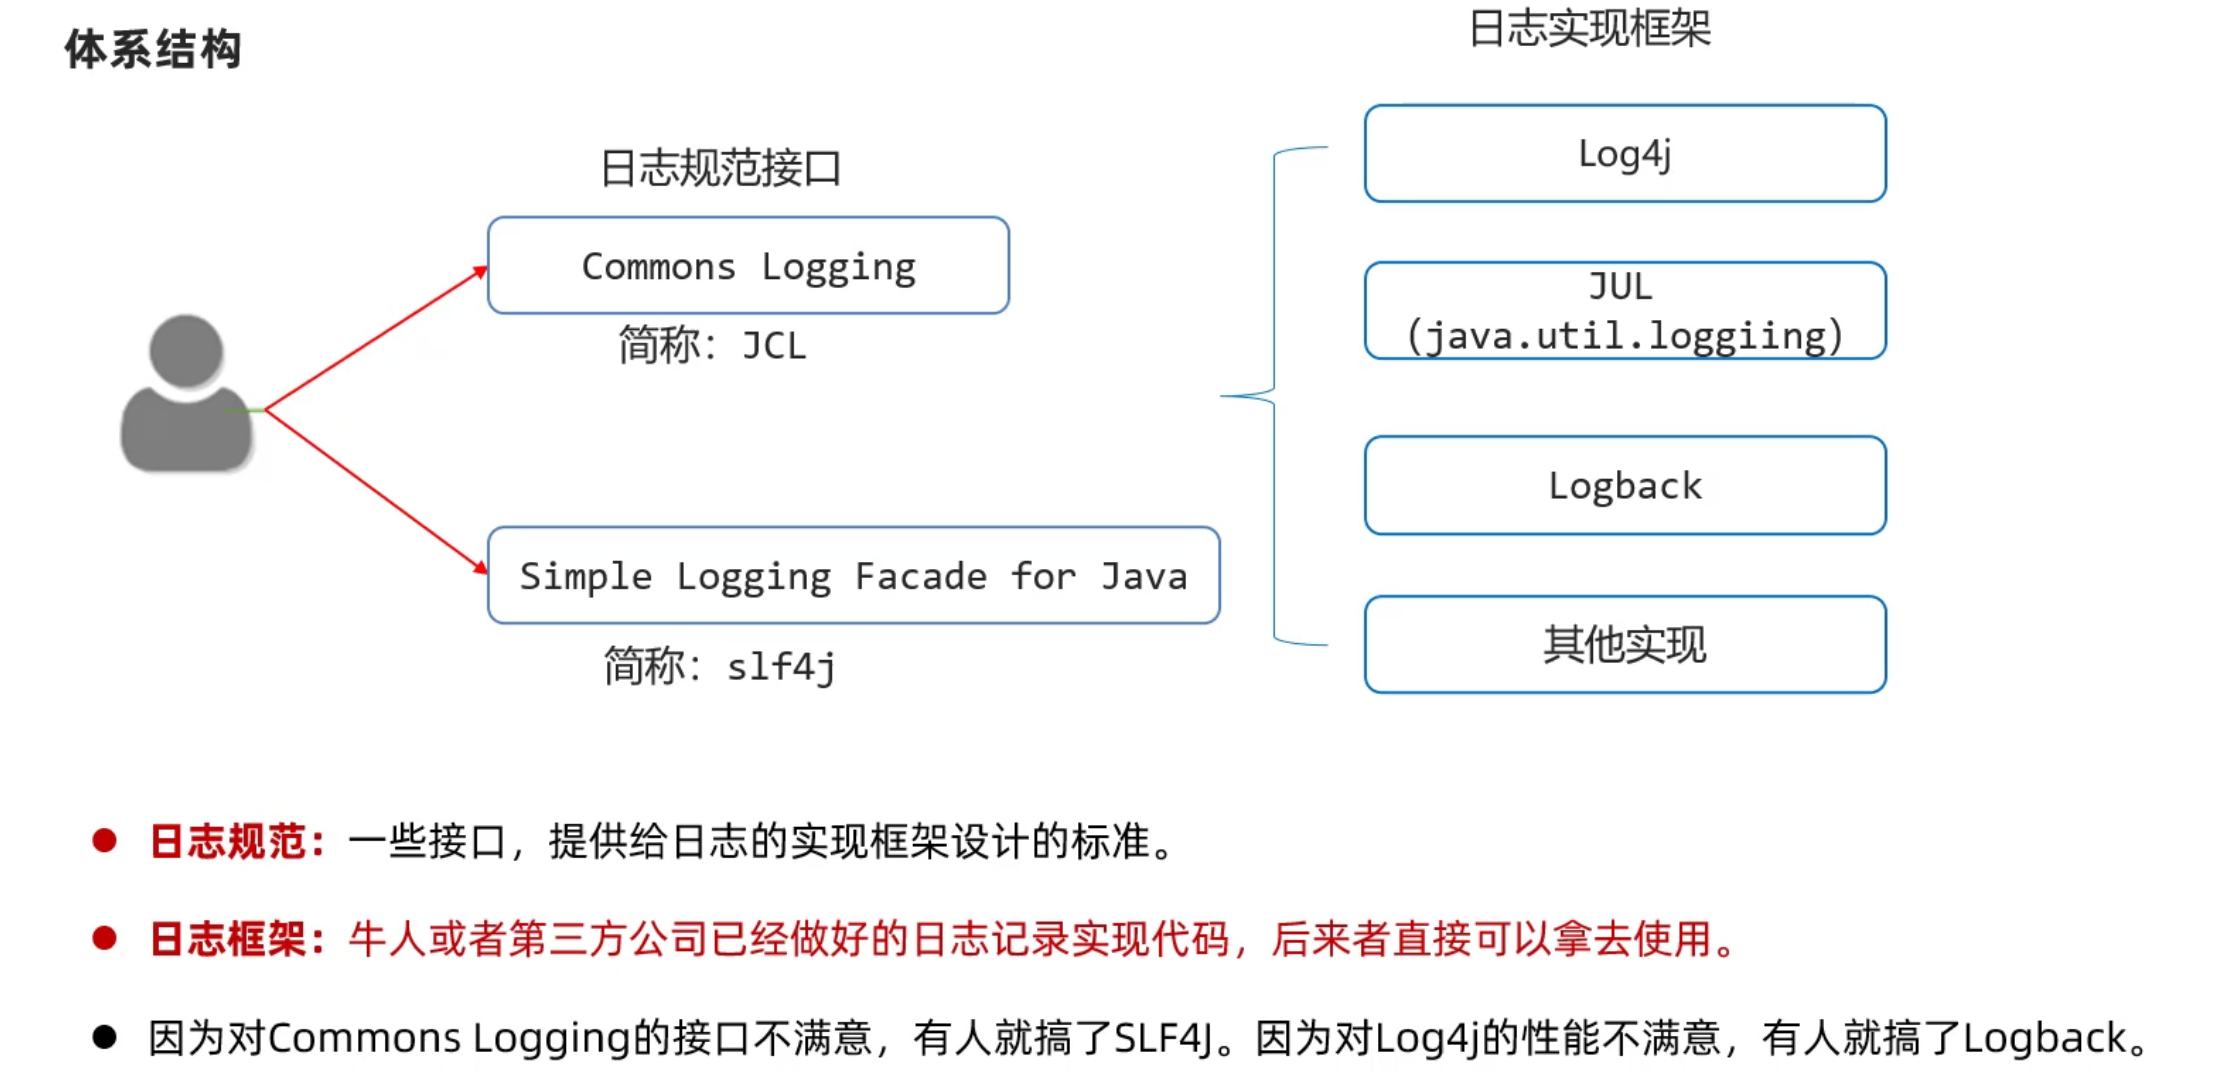 体系结构
日志规范接口
Commons Logging
简称：JCL
Simple Logging Facade for Java
简称：slf4j
日志实现框架
Log4j
JUL
（java.util.loggiing）
Logback
其他实现
日志规范：一些接口，提供给日志的实现框架设计的标准。
日志框架：牛人或者第三方公司已经做好的日志记录实现代码，后来者直接可以拿去使用。
因为对Commons Logging的接口不满意，有人就搞了SLF4J。因为对Log4j的性能不满意，有人就搞了Logback。